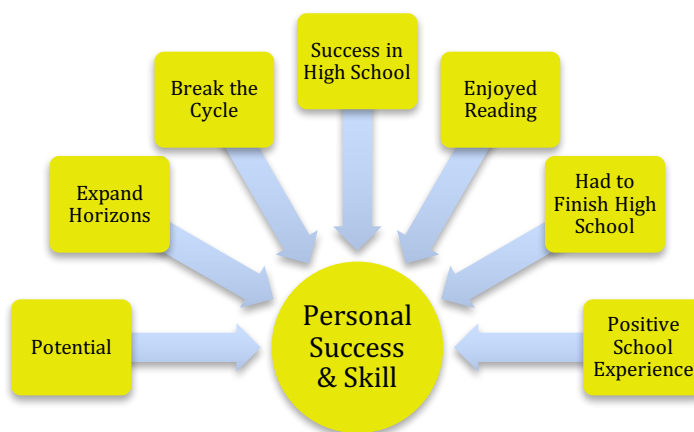 Success in
High School
Break the
Cycle
Enjoyed
Reading
Expand
Horizons
Had to
Finish High
School
Potential
Personal
Success
& Skill
Positive
School
Experience